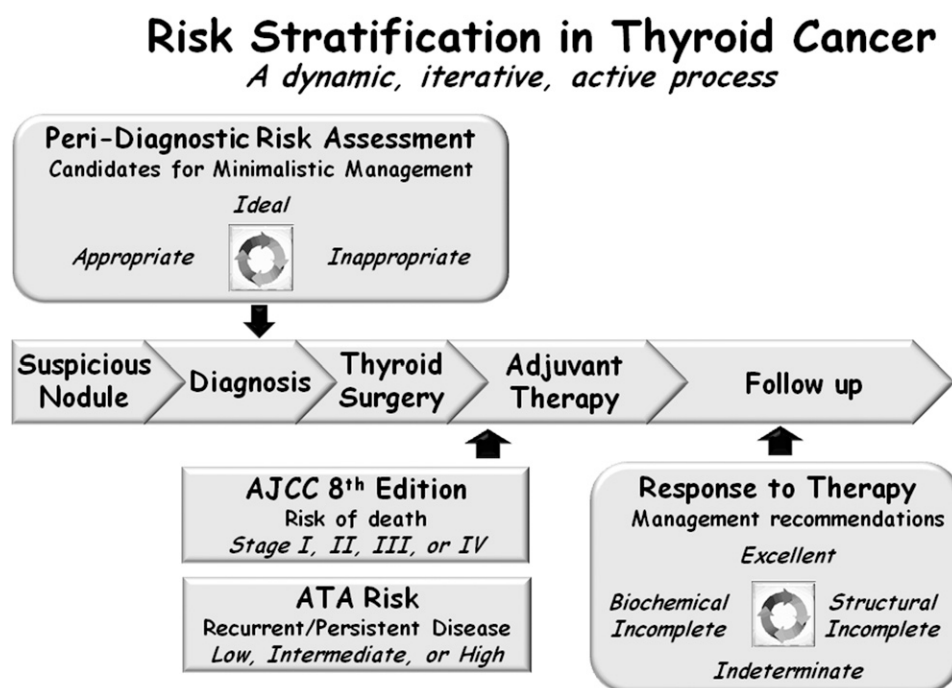 Risk Stratification in Thyroid Cancer
A dynamic, iterative, active process
Peri-Diagnostic Risk Assessment
Candidates for Minimalistic Management
Ideal
Appropriate
Inappropriate
Suspicious
Nodule
Diagnosis
Thyroid
Surgery
Adjuvant
Therapy
Follow up
AJCC 8th Edition
Risk of death
Stage I, II, III, or IV
ATA Risk
Recurrent/Persistent Disease
Low, Intermediate, or High
Response to Therapy
Management recommendations
Excellent
Biochemical
Incomplete
Structural
Incomplete
Indeterminate